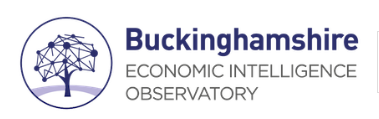 Buckinghamshire
ECONOMIC INTELLIGENCE
OBSERVATORY